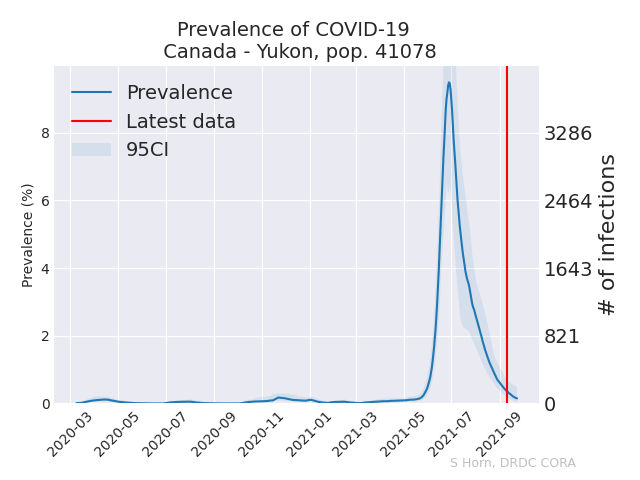 Prevalence of COVID-19
Canada - Yukon, pop. 41078
Prevalence
Latest data
95CI
Prevalence (%)
8
6
4
2
0
3286
2464
1643
821
0
# of infections
2020-03
2020-05
2020-07
2020-09
2020-11
2021-01
2021-03
2021-05
2021-07
2021-09
S Horn, DRDC CORA